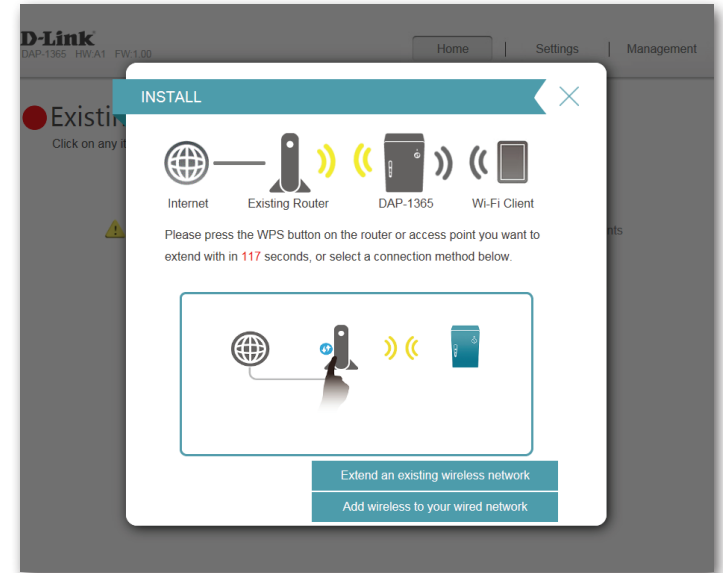 D-Link
DAP-1365 HW:A1 FW:1.00
Home | Settings | Management
INSTALL
Existin
Click on any it
Internet Existing Router DAP-1365 Wi-Fi Client
Please press the WPS button on the router or access point you want to
nts
extend with in 117 seconds, or select a connection method below.
Extend an existing wireless network
Add wireless to your wired network